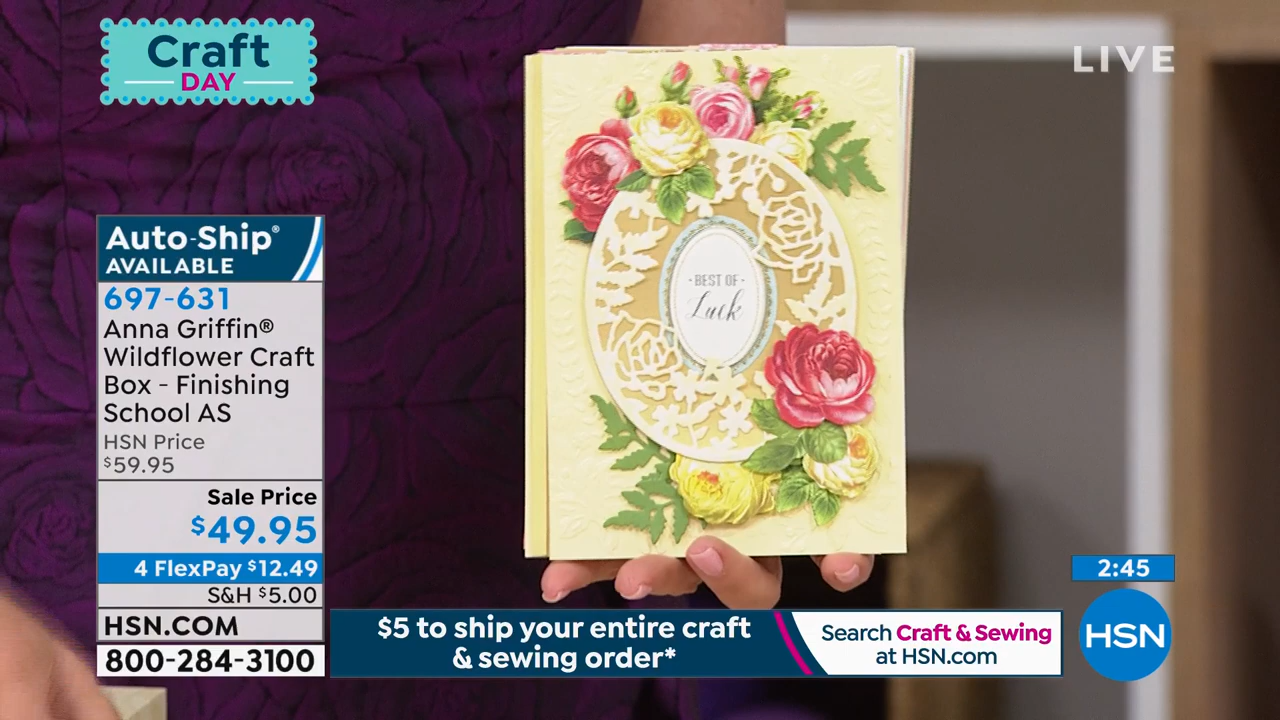 Craft
DAY
LIVE
Auto-Ship®
AVAILABLE
697-631
Anna Griffin®
Wildflower Craft
Box - Finishing
School AS
HSN Price
$59.95
Sale Price
$49.95
4 FlexPay $12.49
S&H $5.00
HSN.COM
800-284-3100
· BEST OF ·
Luck
$5 to ship your entire craft
& sewing order*
Search Craft & Sewing
at HSN.com
2:45
HSN